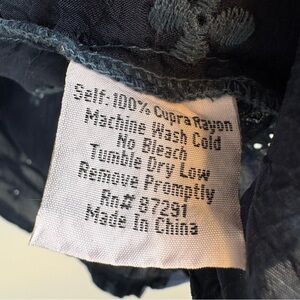 Self: 100% Cupra Rayon
Machine Wash Cold
No Bleach
Tumble Dry Low
Remove Promptly
Rn# 87291
Made In China